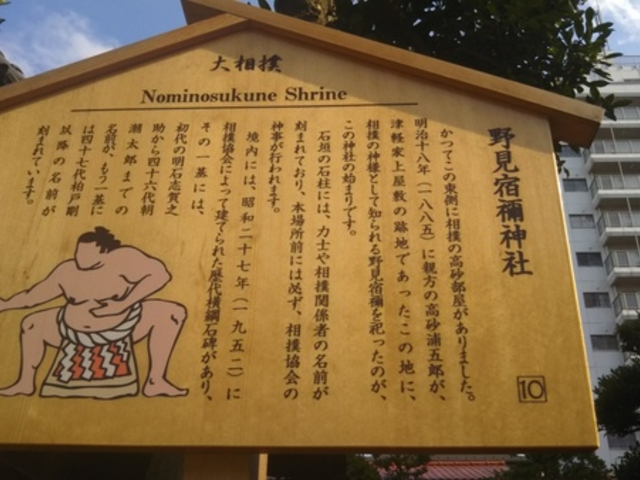 大相撲
Nominosukune Shrine
野見宿禰神社
かつてこの東側に相撲の高砂部屋がありました。
明治十八年（一八八五）に親方の高砂浦五郎が、
津軽家上屋敷の跡地であったこの地に、
相撲の神様として知られる野見宿禰を祀ったのが、
この神社の始まりです。
石垣の石柱には、力士や相撲関係者の名前が
刻まれており、本場所前には必ず、相撲協会の
神事が行われます。
境内には、昭和二十七年（一九五二）に
相撲協会によって建てられた歴代横綱石碑があり、
その一基には、
初代の明石志賀之
助から四十六代朝
潮太郎までの
名前が、もう一基に
は四十七代柏戸剛
以降の名前が
刻まれています。
10